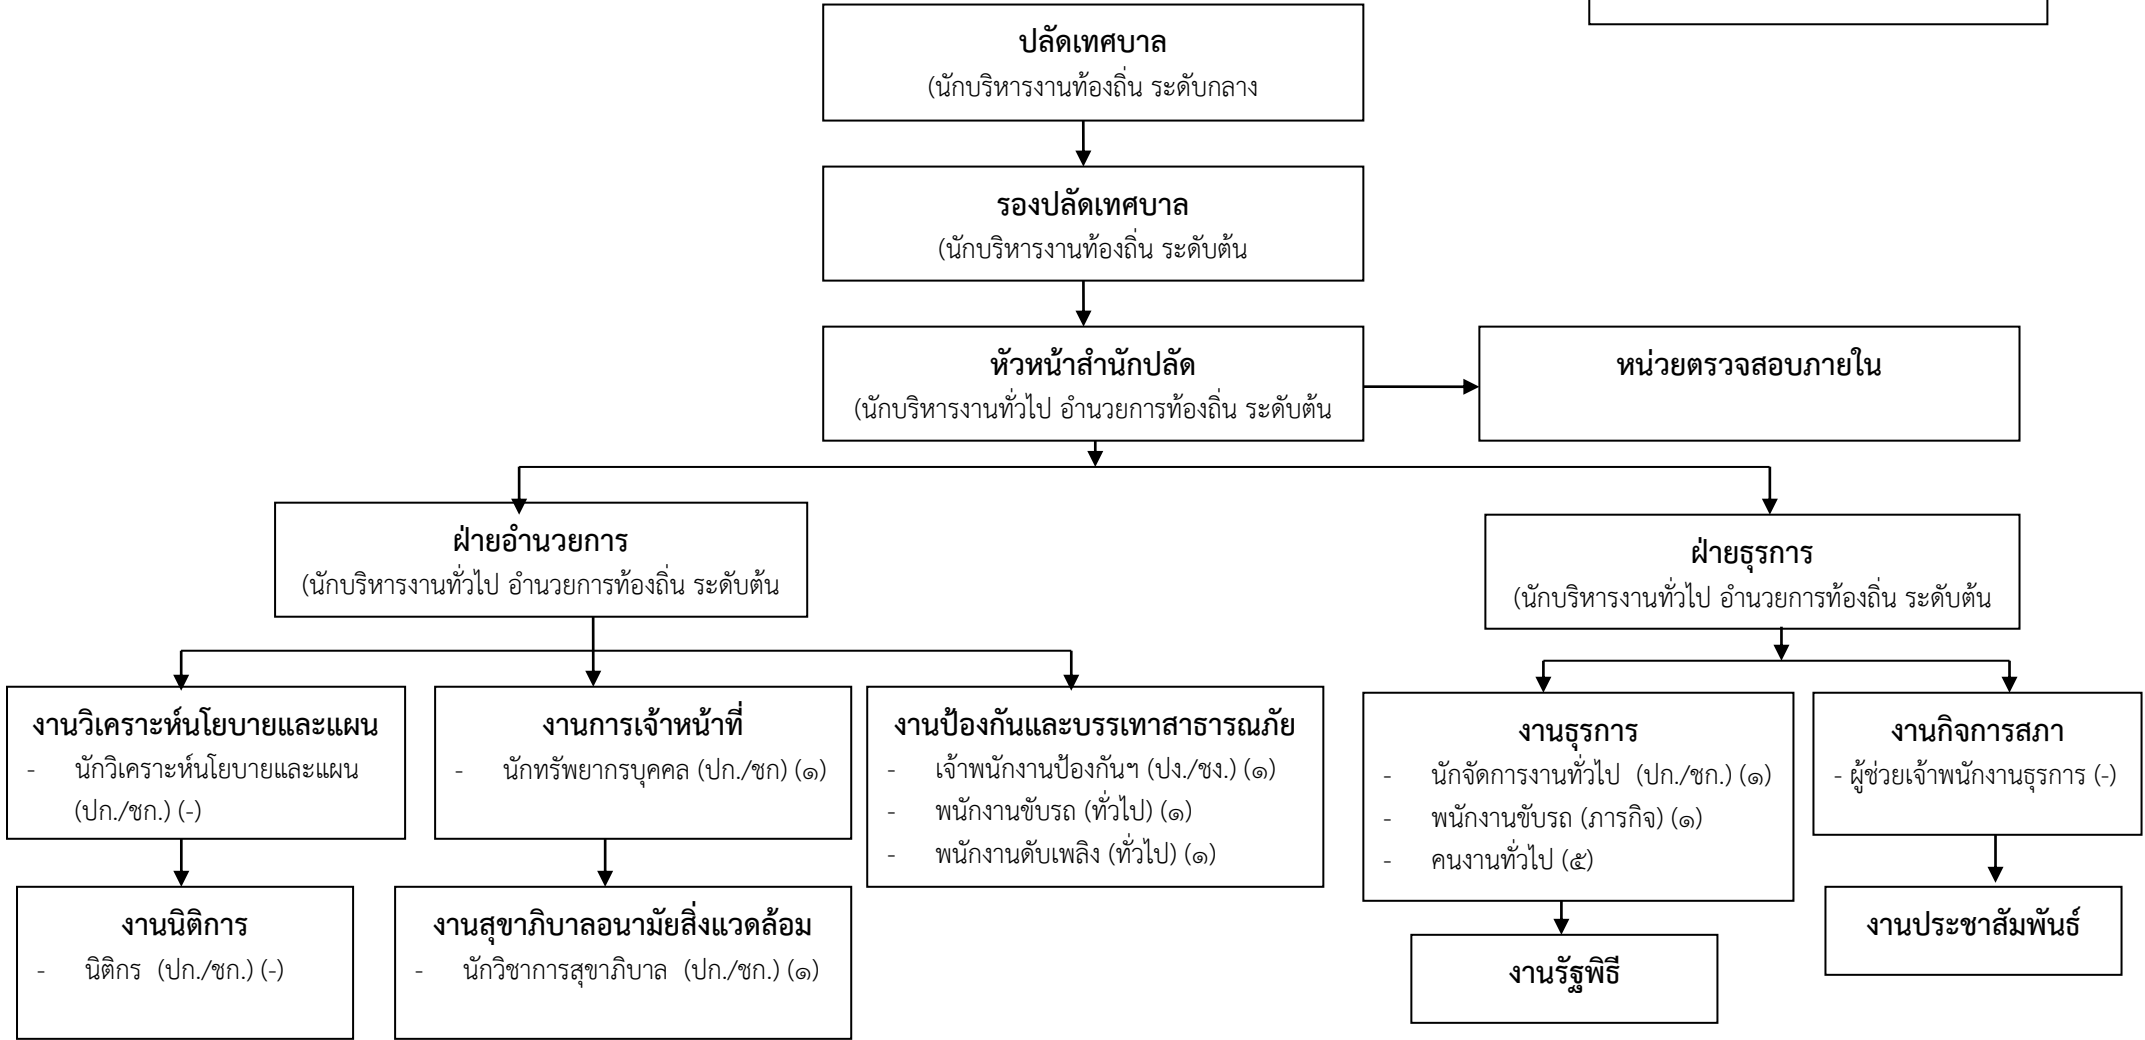 ปลัดเทศบาล
(นักบริหารงานท้องถิ่น ระดับกลาง
รองปลัดเทศบาล
(นักบริหารงานท้องถิ่น ระดับต้น
หัวหน้าสำนักปลัด
(นักบริหารงานทั่วไป อำนวยการท้องถิ่น ระดับต้น
หน่วยตรวจสอบภายใน
ฝ่ายอำนวยการ
(นักบริหารงานทั่วไป อำนวยการท้องถิ่น ระดับต้น
ฝ่ายธุรการ
(นักบริหารงานทั่วไป อำนวยการท้องถิ่น ระดับต้น
งานวิเคราะห์นโยบายและแผน
- นักวิเคราะห์นโยบายและแผน
(ปก./ชก.) (-)
งานการเจ้าหน้าที่
- นักทรัพยากรบุคคล (ปก./ชก) (๑)
งานป้องกันและบรรเทาสาธารณภัย
- เจ้าพนักงานป้องกันฯ (ปง./ชง.) (๑)
- พนักงานขับรถ (ทั่วไป) (๑)
- พนักงานดับเพลิง (ทั่วไป) (๑)
งานธุรการ
- นักจัดการงานทั่วไป (ปก./ชก.) (๑)
- พนักงานขับรถ (ภารกิจ) (๑)
- คนงานทั่วไป (๕)
งานกิจการสภา
- ผู้ช่วยเจ้าพนักงานธุรการ (-)
งานนิติการ
- นิติกร (ปก./ชก.) (-)
งานสุขาภิบาลอนามัยสิ่งแวดล้อม
- นักวิชาการสุขาภิบาล (ปก./ชก.) (๑)
งานรัฐพิธี
งานประชาสัมพันธ์